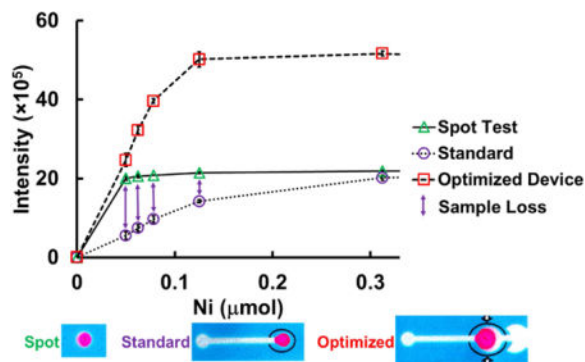 60
40
20
0
Intensity (×10⁵)
0.0 0.1 0.2 0.3
Ni (µmol)
Spot Test
Standard
Optimized Device
Sample Loss
Spot Standard Optimized